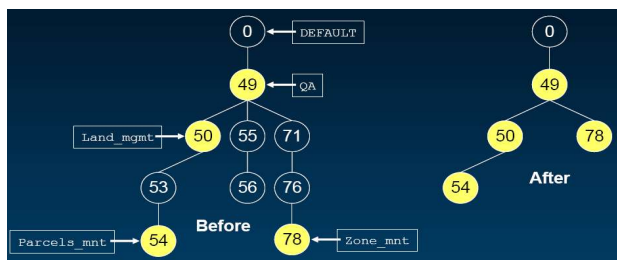 0 DEFAULT 0
49 QA 49
Land_mgmt 50 55 71 50 78
53 56 76 54 After
Before
Parcels_mnt 54 78 Zone_mnt